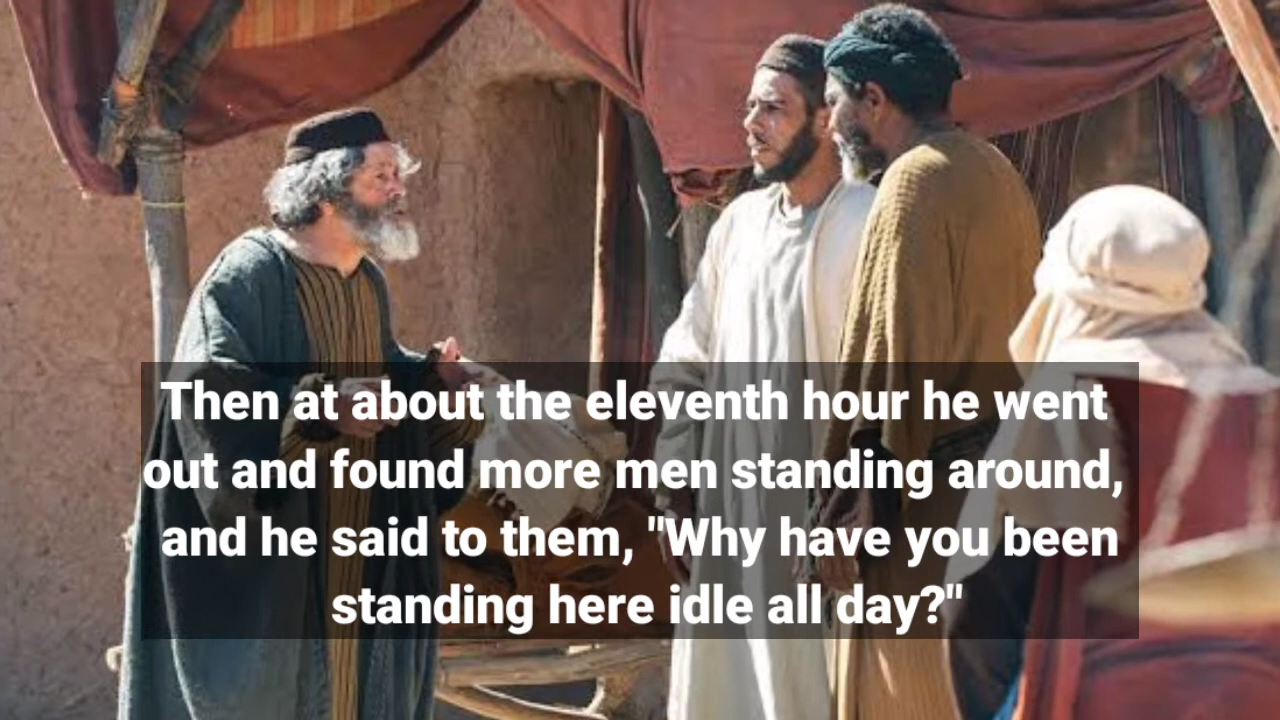 Then at about the eleventh hour he went
out and found more men standing around,
and he said to them, "Why have you been
standing here idle all day?"